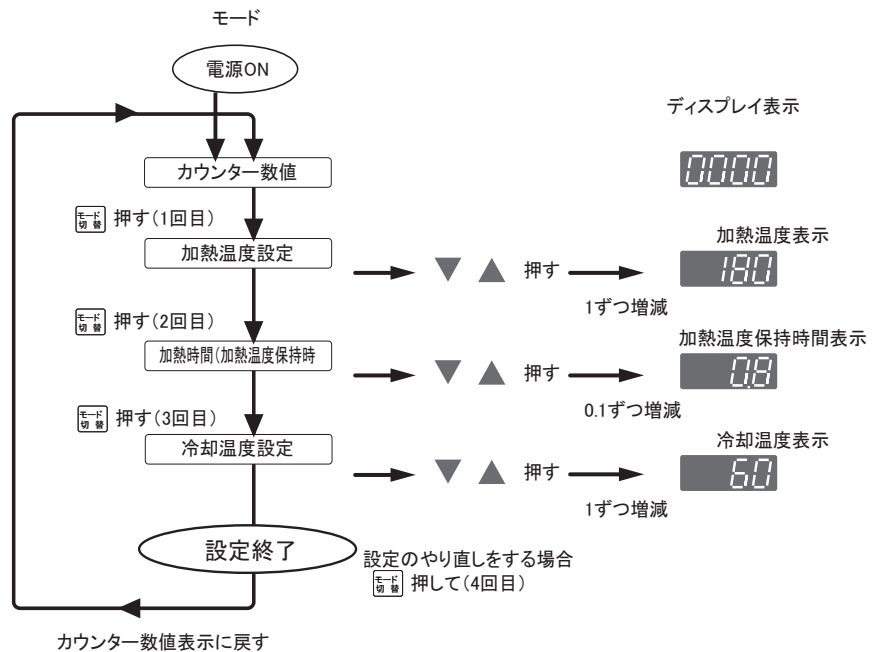 モード
電源ON
ディスプレイ表示
カウンター数値
0000
モード切替 押す(1回目)
加熱温度設定
▼ ▲ 押す
1ずつ増減
加熱温度表示
180
モード切替 押す(2回目)
加熱時間(加熱温度保持時
▼ ▲ 押す
0.1ずつ増減
加熱温度保持時間表示
0.8
モード切替 押す(3回目)
冷却温度設定
▼ ▲ 押す
1ずつ増減
冷却温度表示
60
設定終了
設定のやり直しをする場合
モード切替 押して(4回目)
カウンター数値表示に戻す